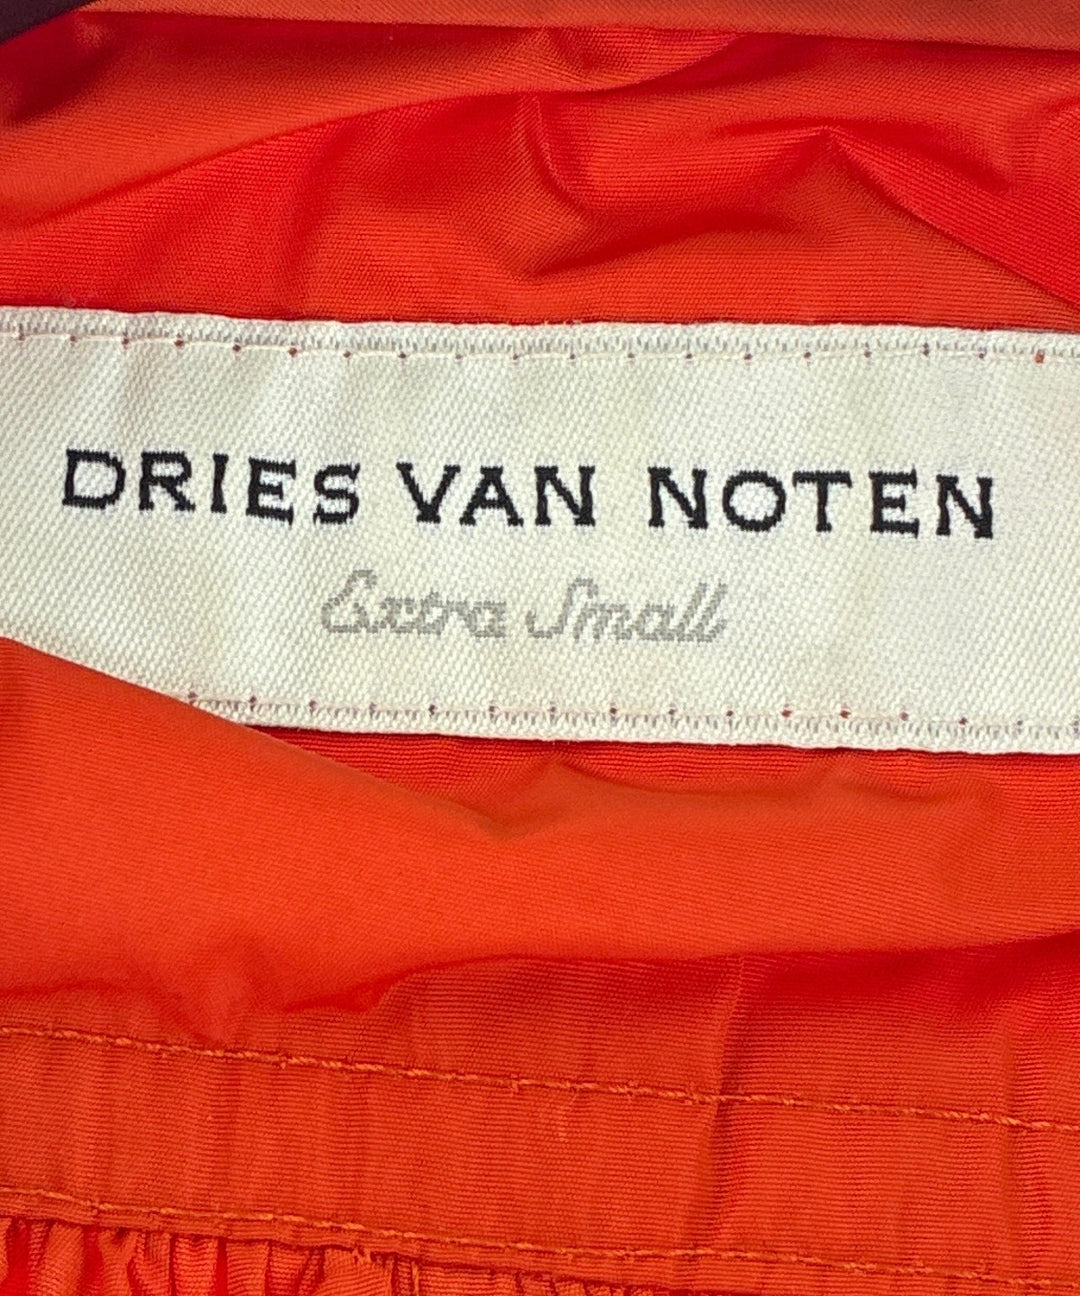 DRIES VAN NOTEN
Extra Small